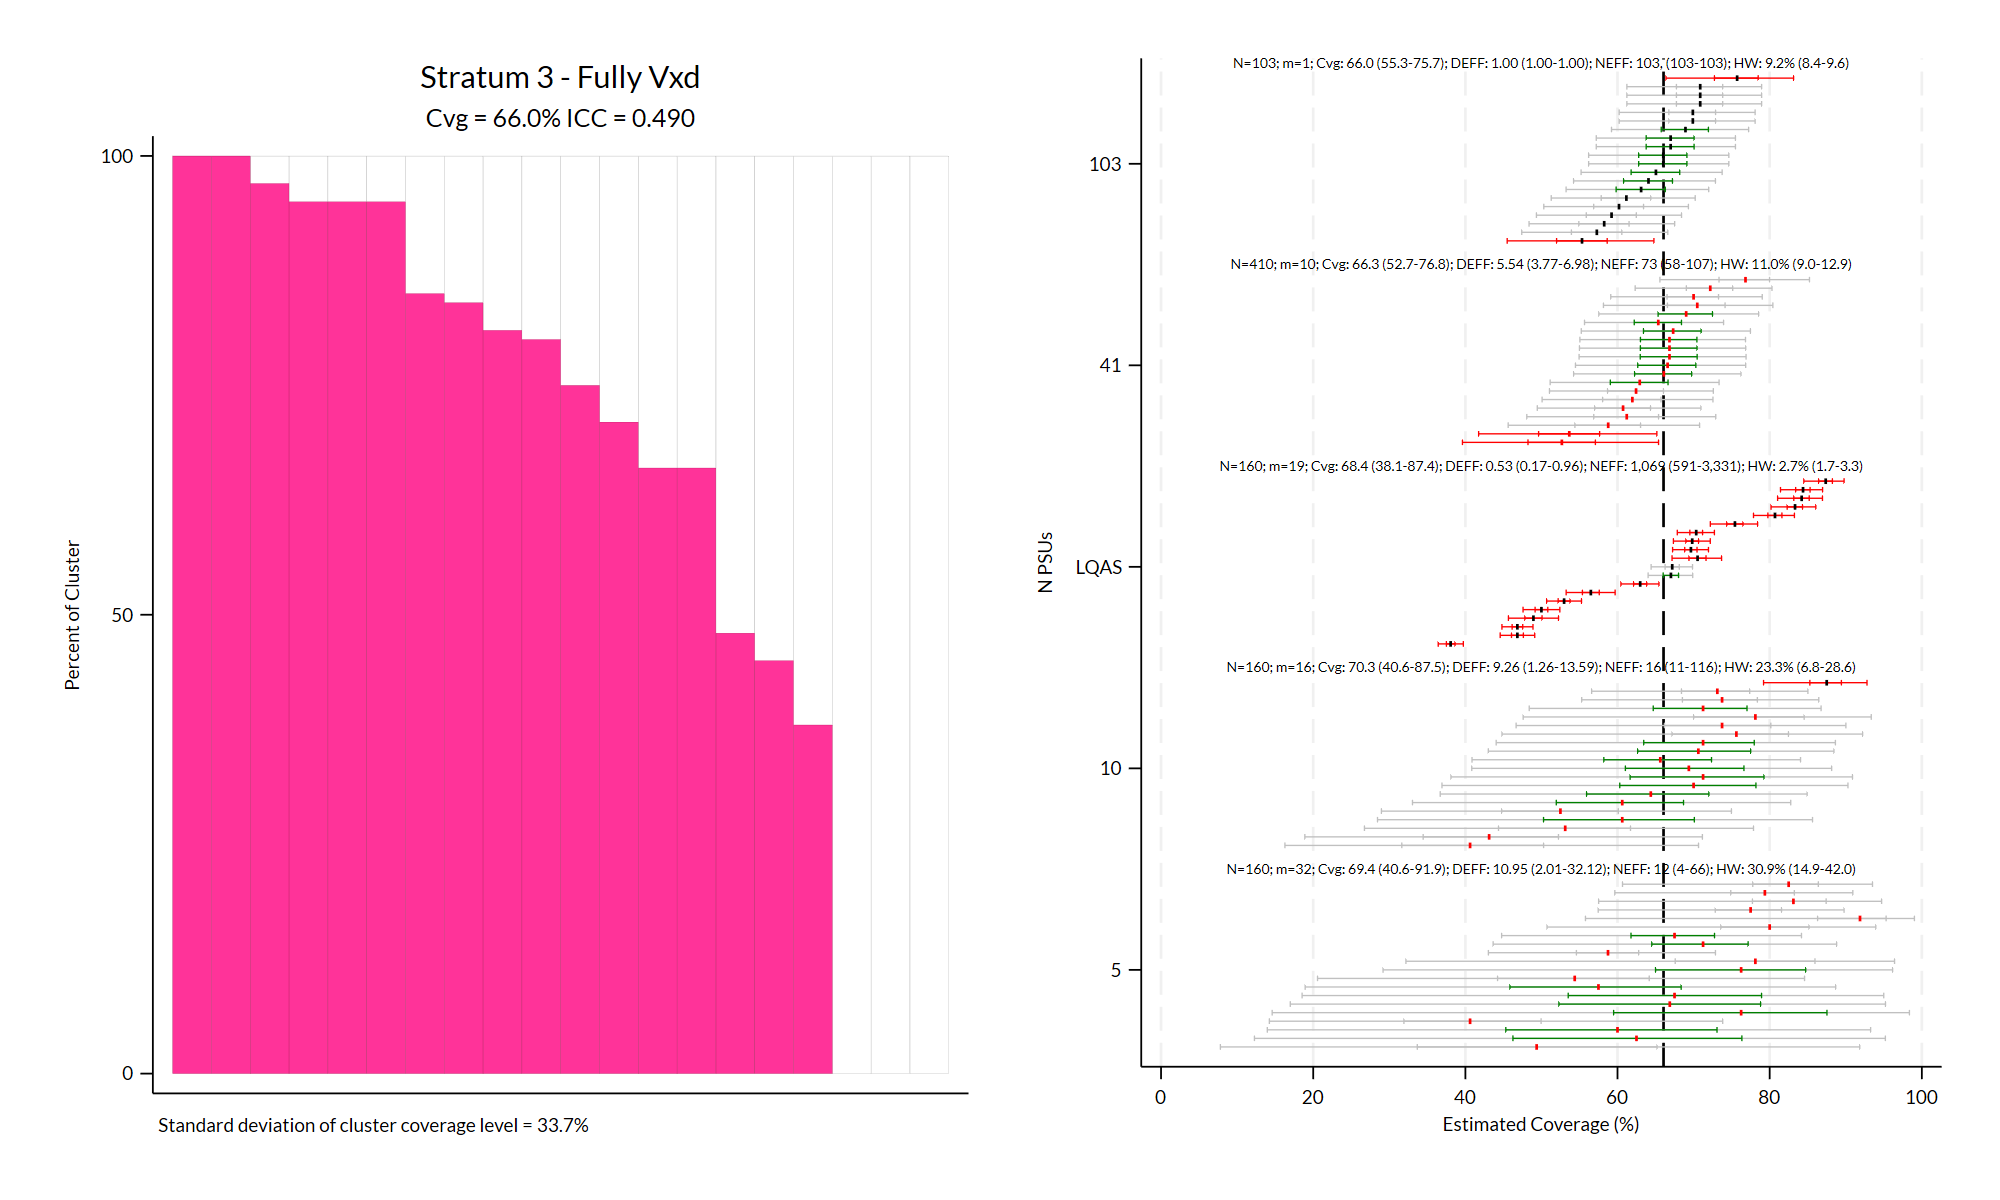 Stratum 3 - Fully Vxd
Cvg = 66.0% ICC = 0.490
100
50
0
Percent of Cluster
Standard deviation of cluster coverage level = 33.7%
N=103; m=1; Cvg: 66.0 (55.3-75.7); DEFF: 1.00 (1.00-1.00); NEFF: 103 (103-103); HW: 9.2% (8.4-9.6)
103
N=410; m=10; Cvg: 66.3 (52.7-76.8); DEFF: 5.54 (3.77-6.98); NEFF: 73 (58-107); HW: 11.0% (9.0-12.9)
41
N=160; m=19; Cvg: 68.4 (38.1-87.4); DEFF: 0.53 (0.17-0.96); NEFF: 1,069 (591-3,331); HW: 2.7% (1.7-3.3)
LQAS
N=160; m=16; Cvg: 70.3 (40.6-87.5); DEFF: 9.26 (1.26-13.59); NEFF: 16 (11-116); HW: 23.3% (6.8-28.6)
10
N=160; m=32; Cvg: 69.4 (40.6-91.9); DEFF: 10.95 (2.01-32.12); NEFF: 12 (4-66); HW: 30.9% (14.9-42.0)
5
N PSUs
0 20 40 60 80 100
Estimated Coverage (%)